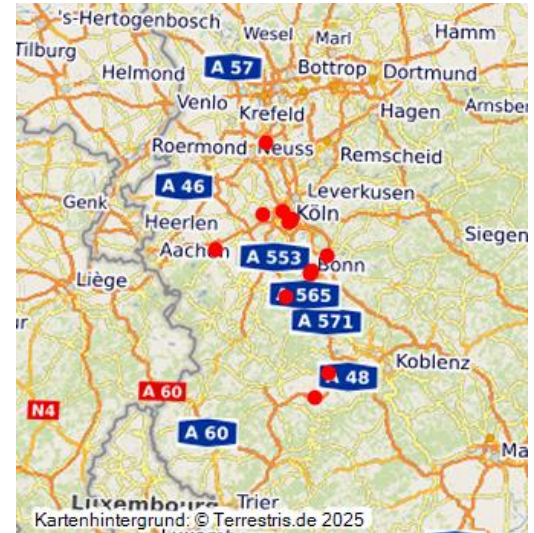 's-Hertogenbosch
Wesel
Marl
Hamm
Tilburg
A 57
Helmond
Bottrop
Dortmund
Venlo
Krefeld
Hagen
Arnsbe
Roermond
Neuss
Remscheid
A 46
Leverkusen
Genk
Heerlen
Köln
Siegen
Aachen
A 553
Bonn
Liège
A 565
A 571
Koblenz
A 48
A 60
N4
A 60
Ma
Luxembourg
Trier
Kartenhintergrund: © Terrestris.de 2025